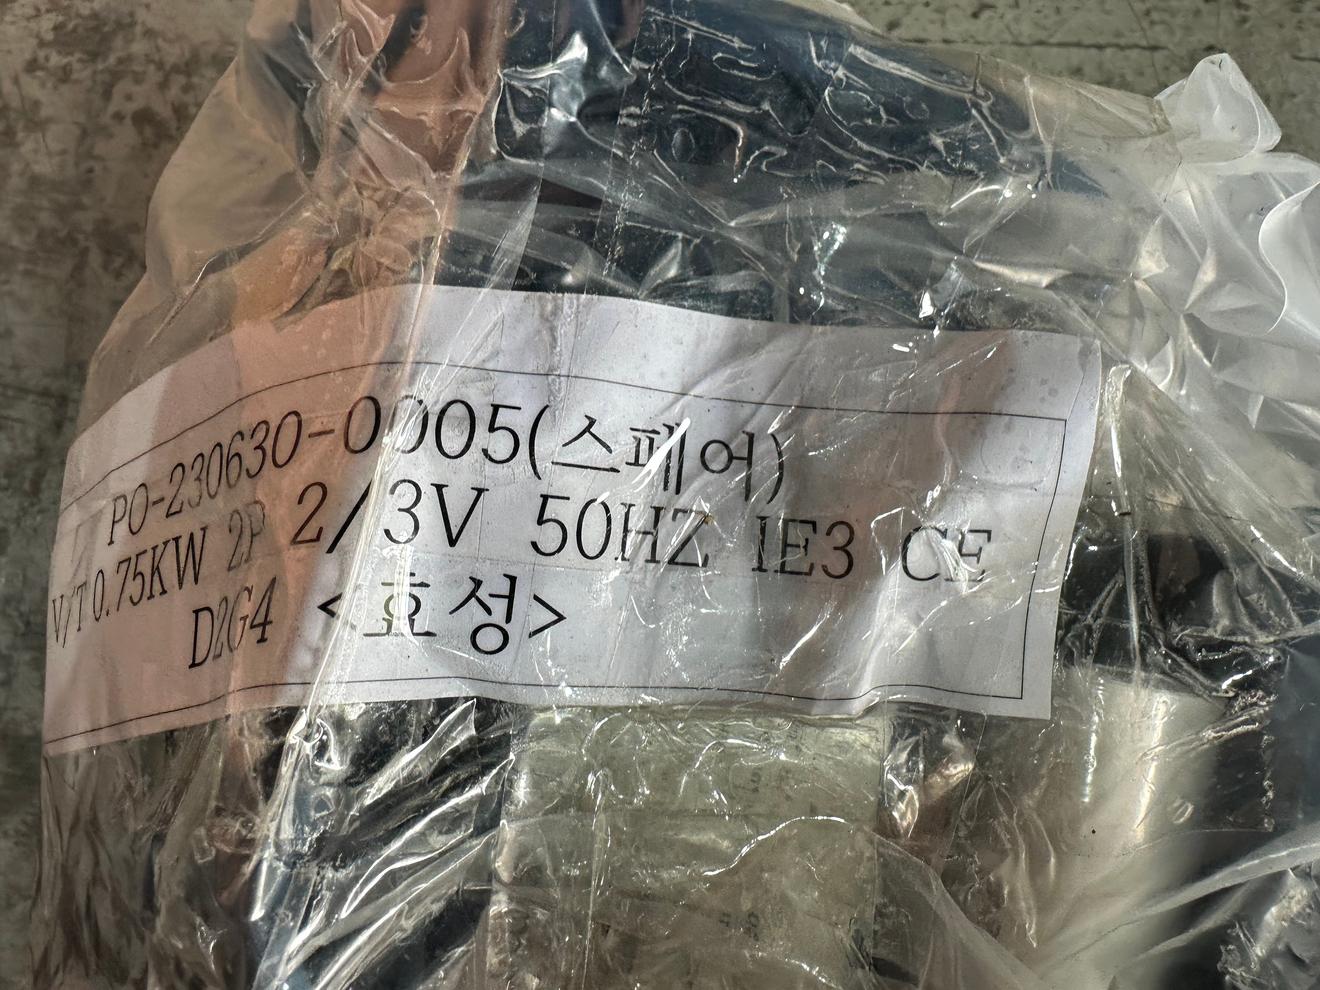 PO-230630-0005(스페어)
V/T 0.75KW 2P 2/3V 50HZ IE3 CE
D2G4 <효성>